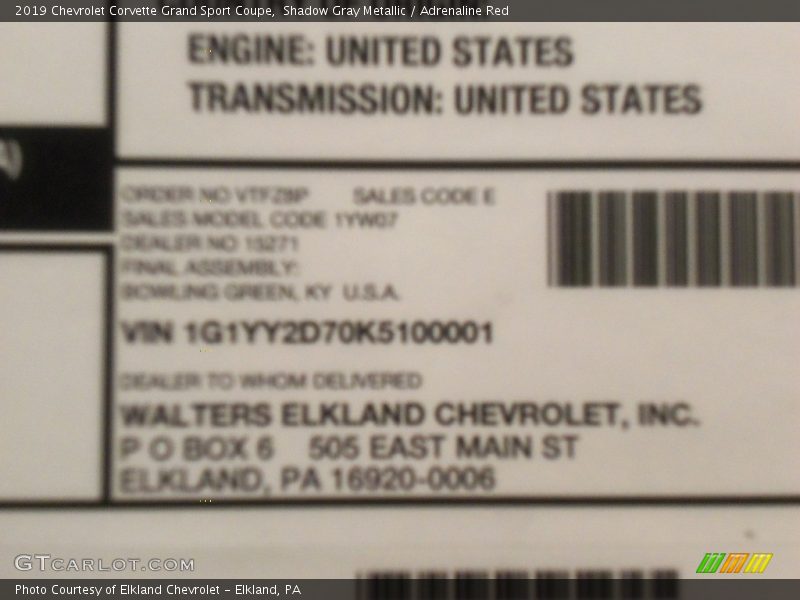 2019 Chevrolet Corvette Grand Sport Coupe,  Shadow Gray Metallic / Adrenaline Red
ENGINE: UNITED STATES
TRANSMISSION: UNITED STATES
A)
ORDER NO VTFZBP SALES CODE E
SALES MODEL CODE 1YW07
DEALER NO 15271
FINAL ASSEMBLY:
BOWLING GREEN, KY U.S.A.
VIN 1G1YY2D70K5100001
DEALER TO WHOM DELIVERED
WALTERS ELKLAND CHEVROLET, INC.
P O BOX 6 505 EAST MAIN ST
ELKLAND, PA 16920-0006
GTCARLOT.COM
Photo Courtesy of Elkland Chevrolet – Elkland, PA